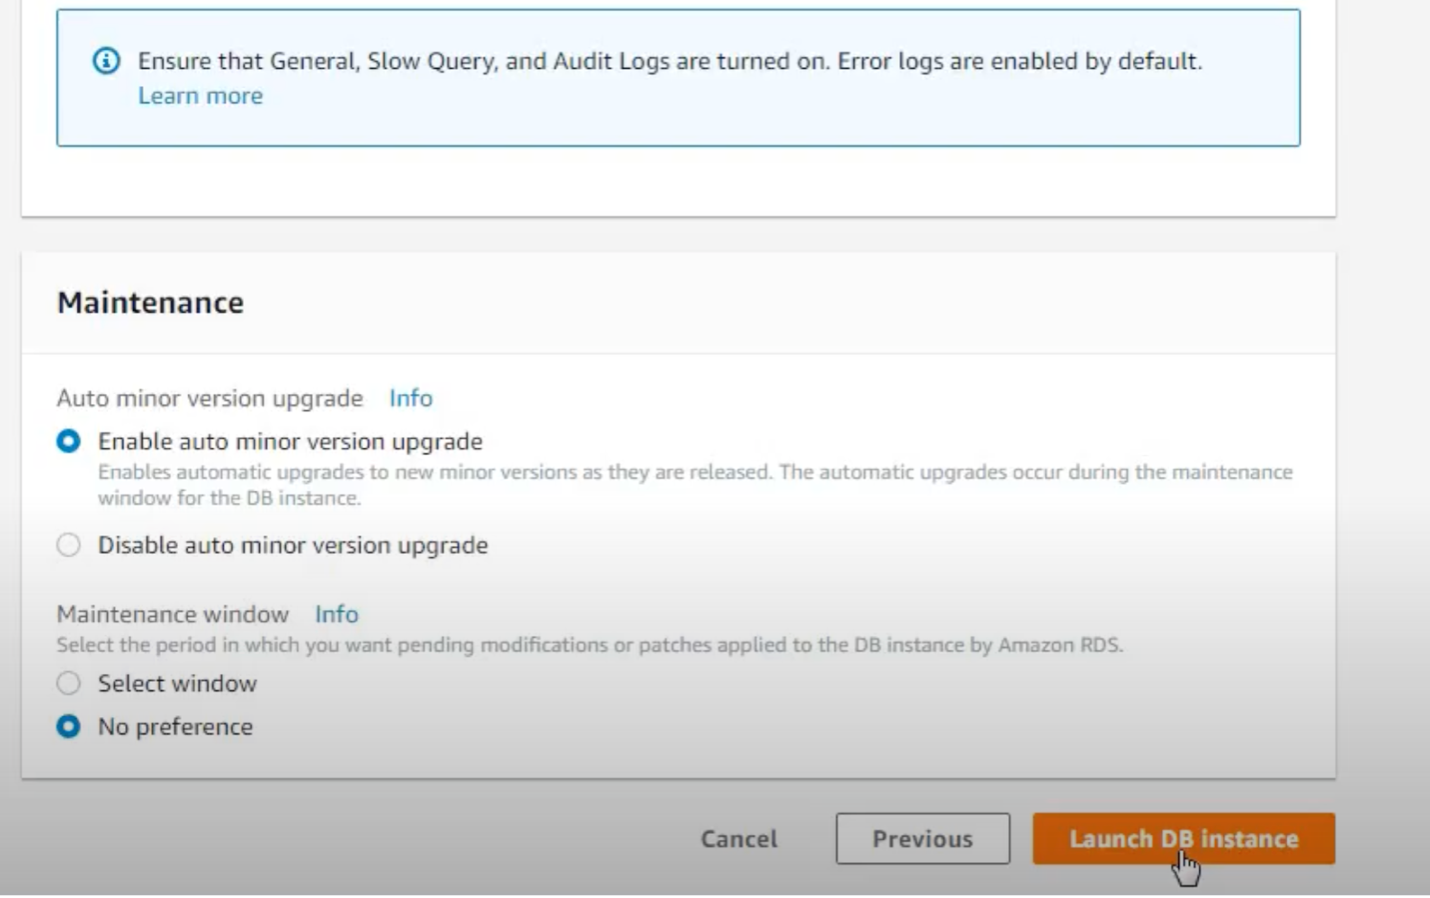 Ensure that General, Slow Query, and Audit Logs are turned on. Error logs are enabled by default.
Learn more
Maintenance
Auto minor version upgrade Info
Enable auto minor version upgrade
Enables automatic upgrades to new minor versions as they are released. The automatic upgrades occur during the maintenance
window for the DB instance.
Disable auto minor version upgrade
Maintenance window Info
Select the period in which you want pending modifications or patches applied to the DB instance by Amazon RDS.
Select window
No preference
Cancel Previous Launch DB instance